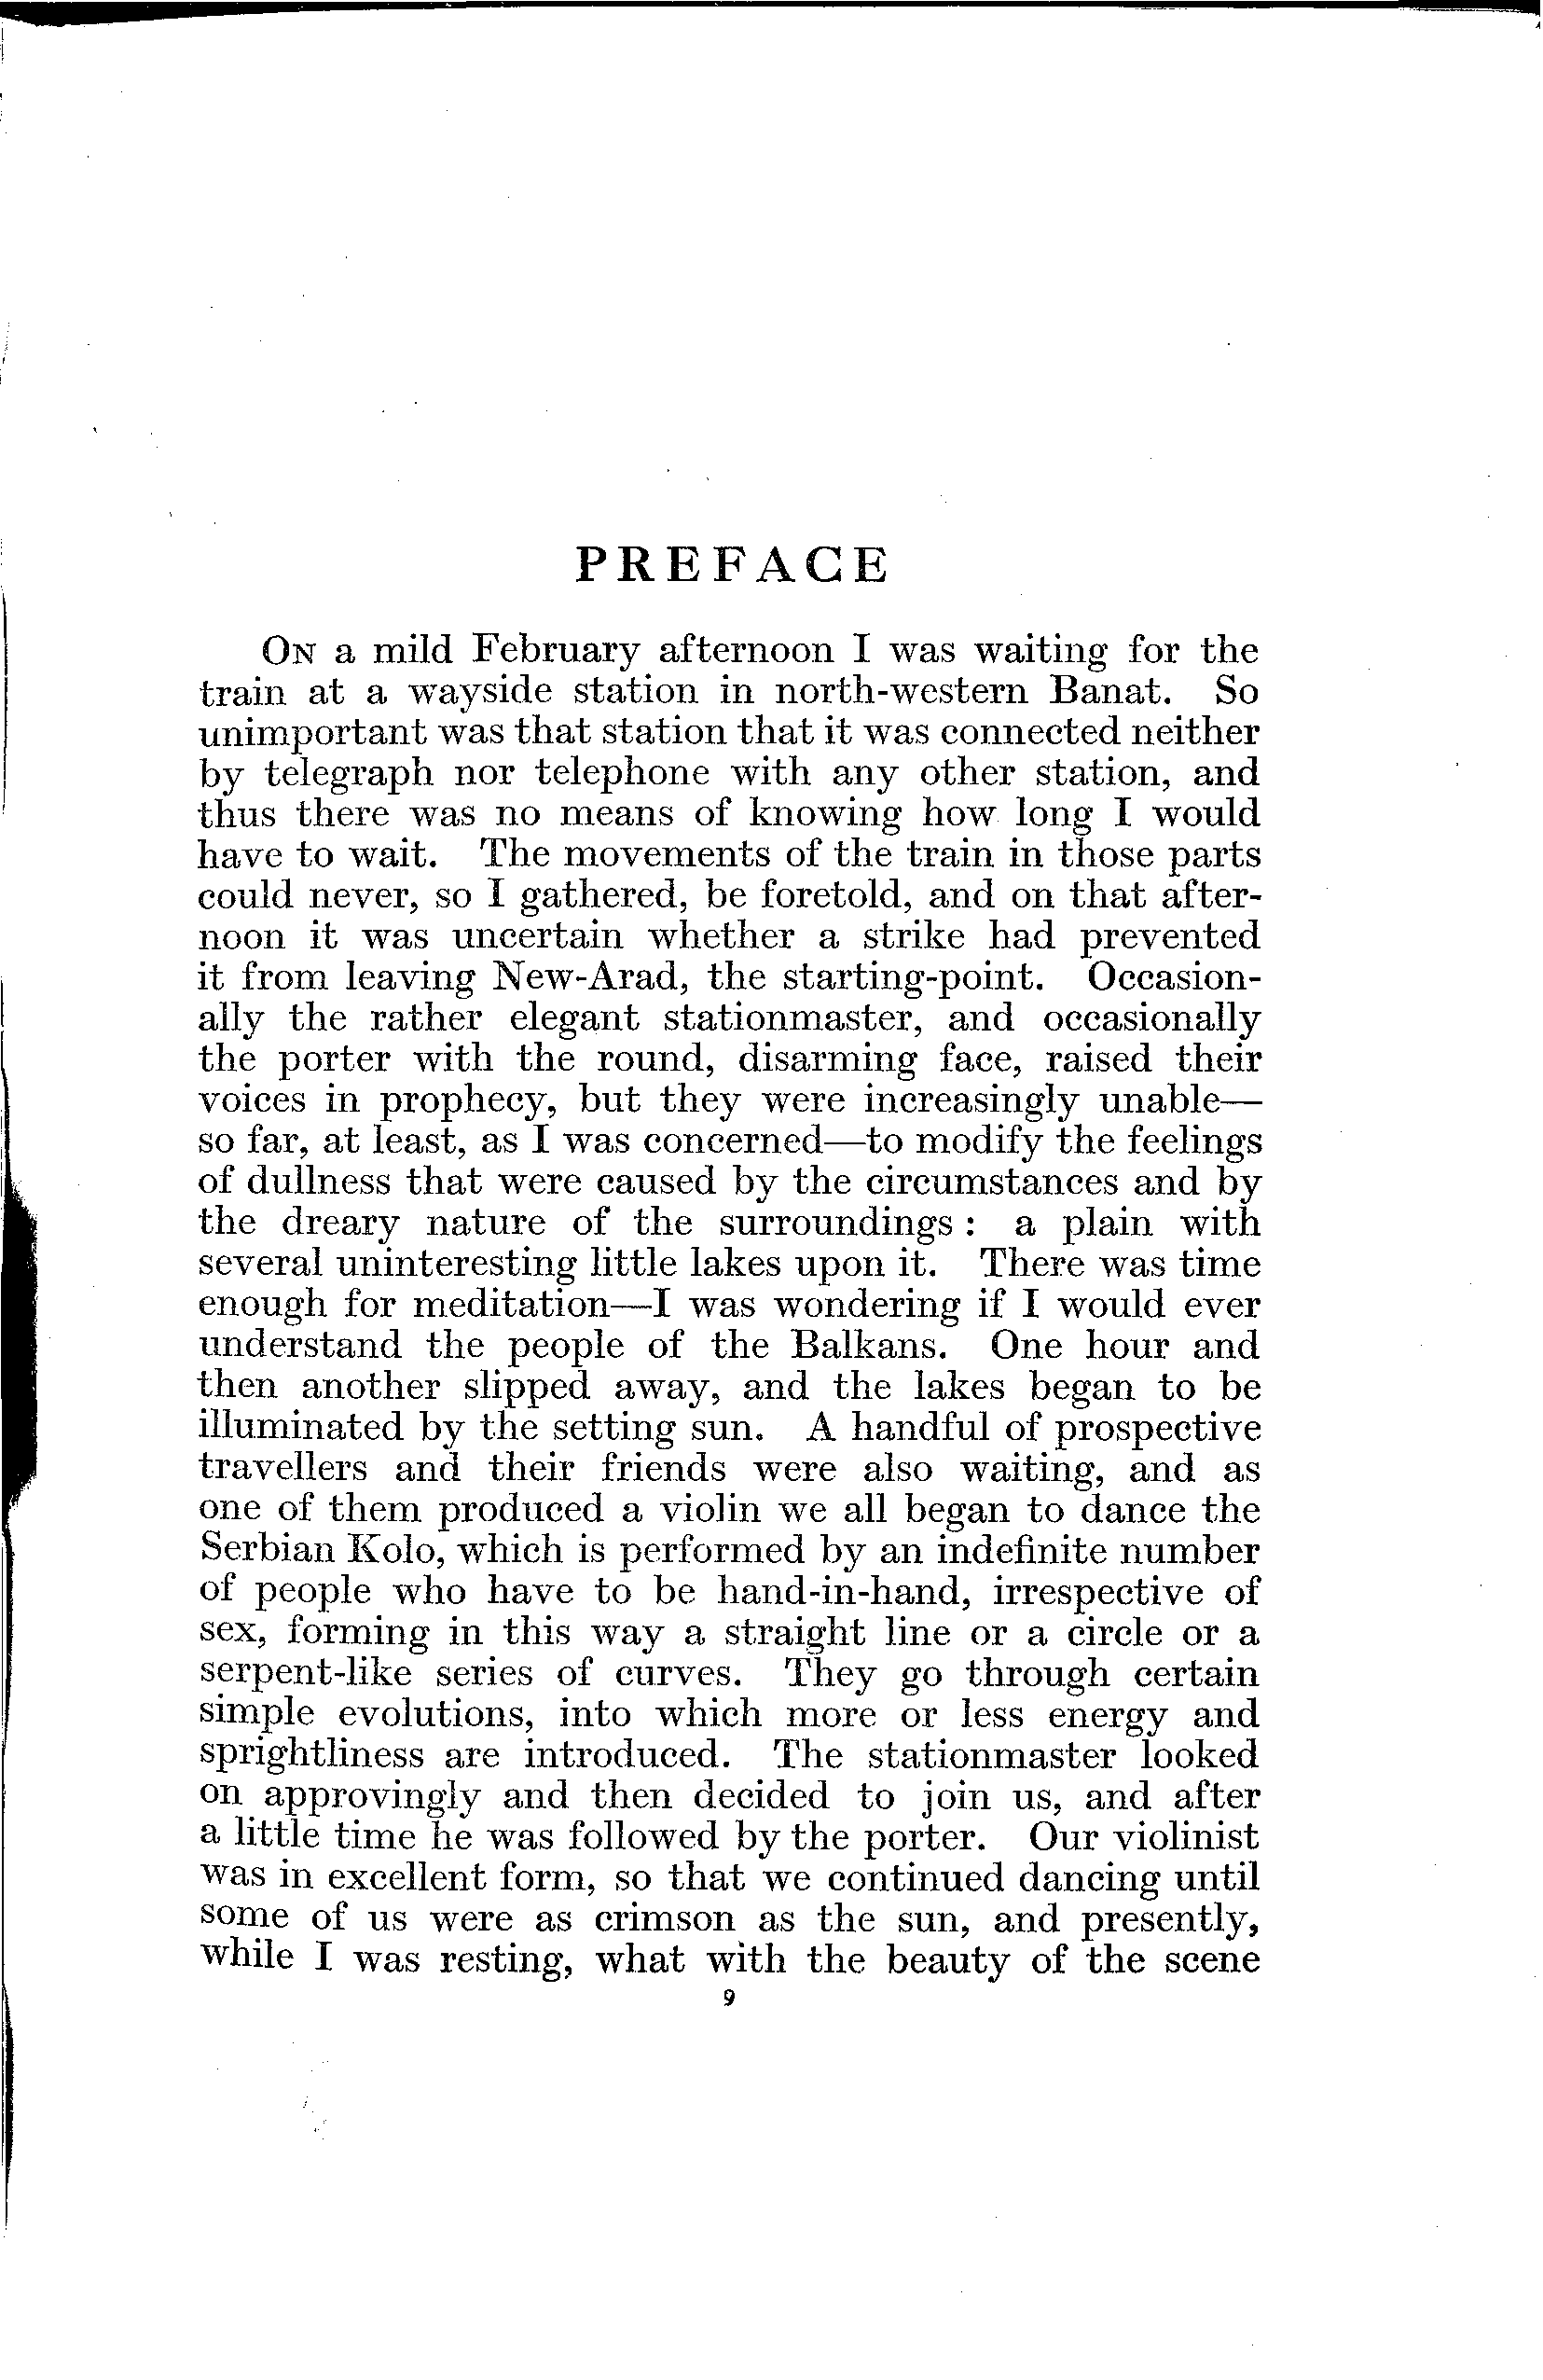 PREFACE
ON a mild February afternoon I was waiting for the
train at a wayside station in north-western Banat. So
unimportant was that station that it was connected neither
by telegraph nor telephone with any other station, and
thus there was no means of knowing how long I would
have to wait. The movements of the train in those parts
could never, so I gathered, be foretold, and on that after-
noon it was uncertain whether a strike had prevented
it from leaving New-Arad, the starting-point. Occasion-
ally the rather elegant stationmaster, and occasionally
the porter with the round, disarming face, raised their
voices in prophecy, but they were increasingly unable—
so far, at least, as I was concerned—to modify the feelings
of dullness that were caused by the circumstances and by
the dreary nature of the surroundings : a plain with
several uninteresting little lakes upon it. There was time
enough for meditation—I was wondering if I would ever
understand the people of the Balkans. One hour and
then another slipped away, and the lakes began to be
illuminated by the setting sun. A handful of prospective
travellers and their friends were also waiting, and as
one of them produced a violin we all began to dance the
Serbian Kolo, which is performed by an indefinite number
of people who have to be hand-in-hand, irrespective of
sex, forming in this way a straight line or a circle or a
serpent-like series of curves. They go through certain
simple evolutions, into which more or less energy and
sprightliness are introduced. The stationmaster looked
on approvingly and then decided to join us, and after
a little time he was followed by the porter. Our violinist
was in excellent form, so that we continued dancing until
some of us were as crimson as the sun, and presently,
while I was resting, what with the beauty of the scene
9